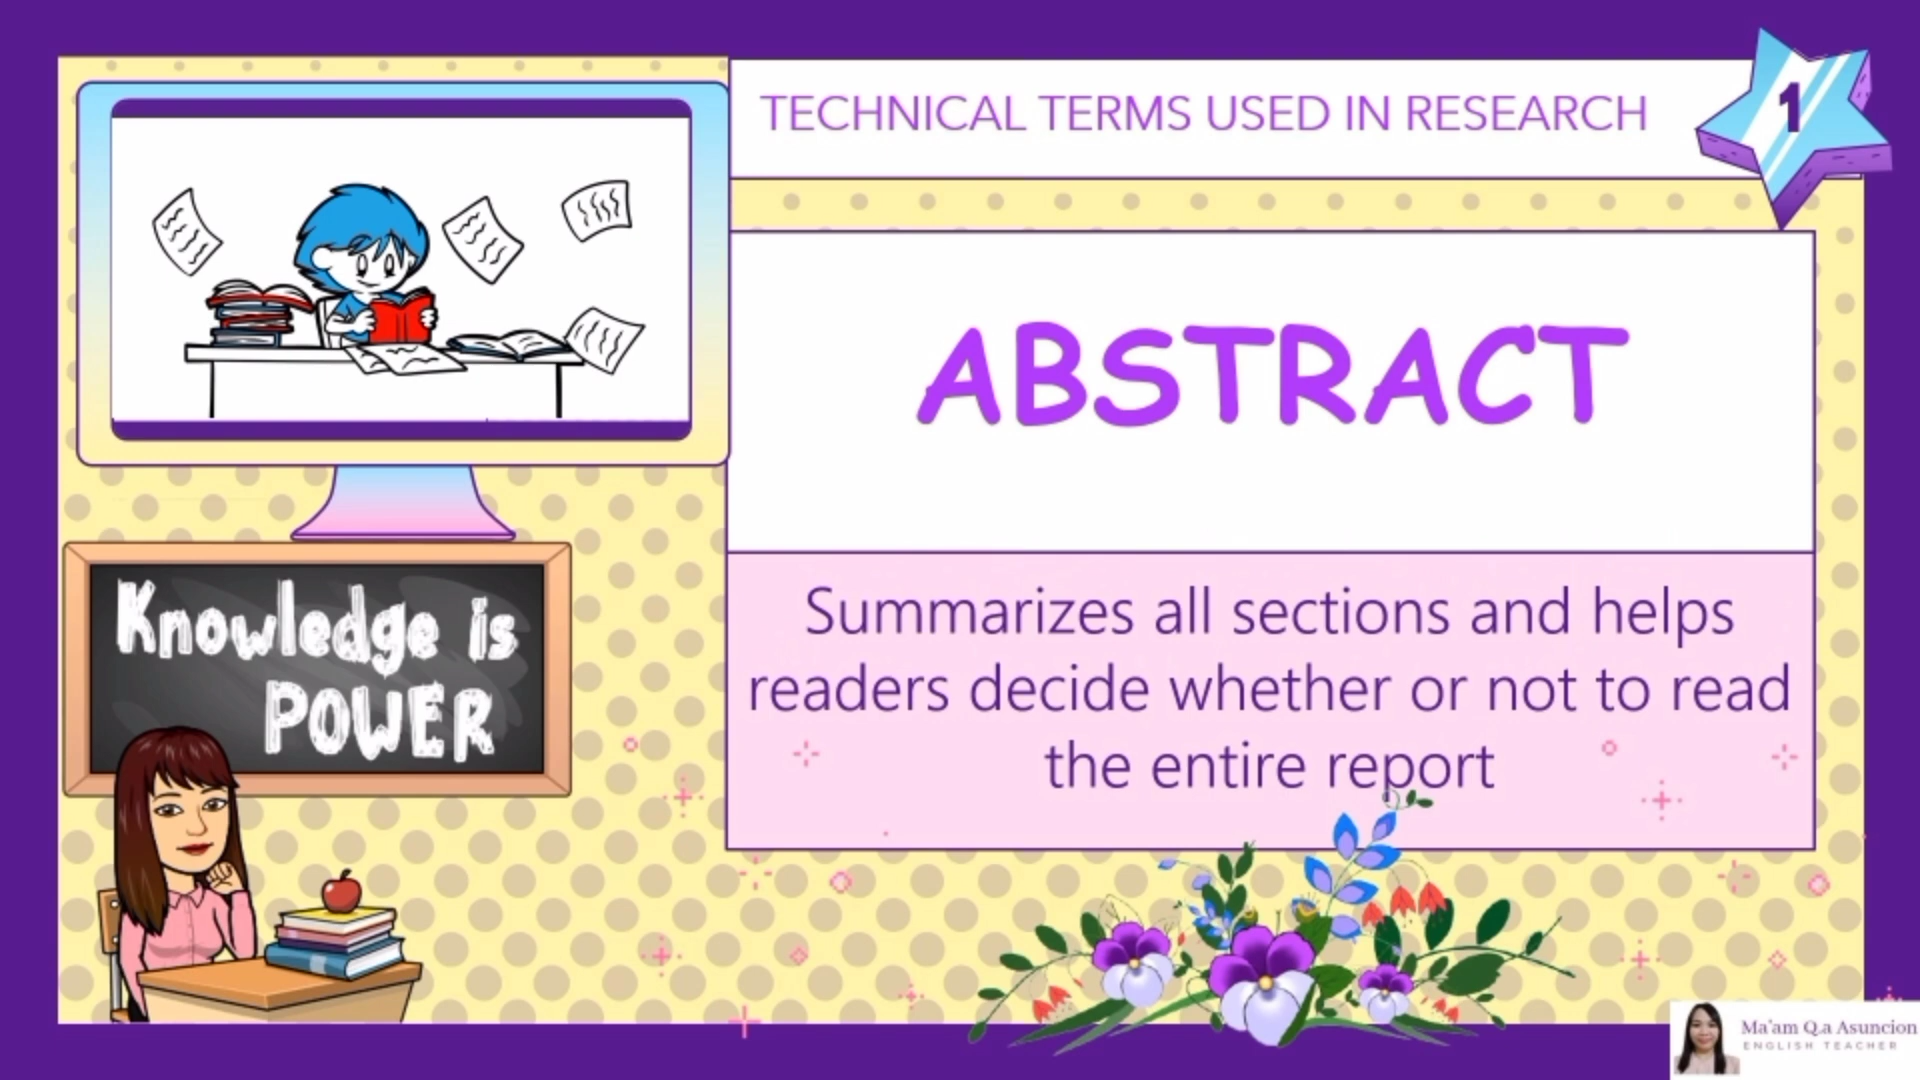 TECHNICAL TERMS USED IN RESEARCH
1
ABSTRACT
Summarizes all sections and helps
readers decide whether or not to read
the entire report
Knowledge is
POWER
Ma'am Q.a Asuncion
ENGLISH TEACHER